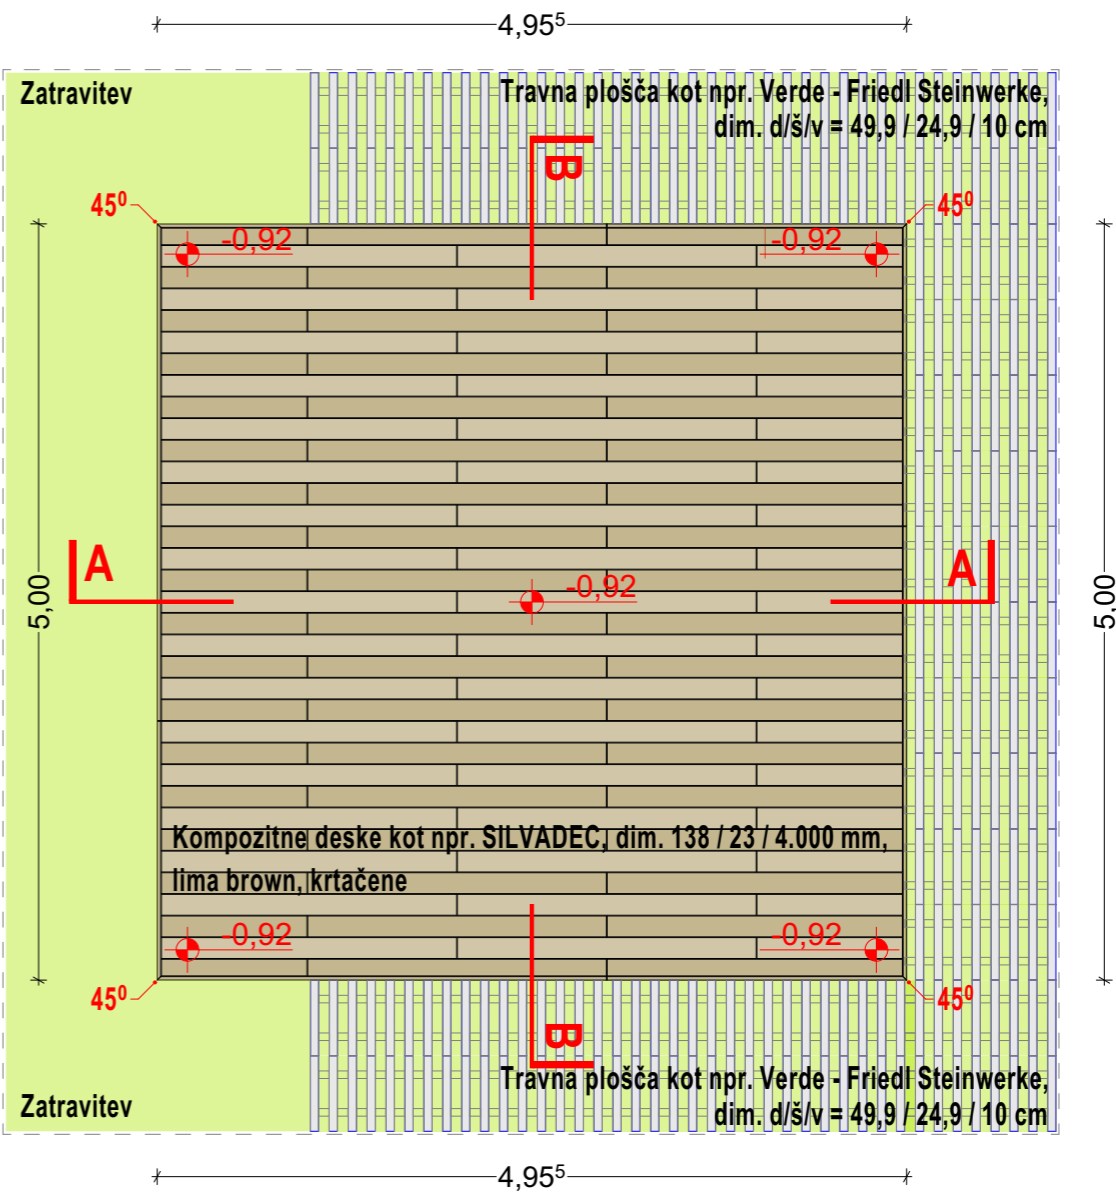 4,95⁵
Zatravitev
Travna plošča kot npr. Verde - Friedl Steinwerke,
dim. d/š/v = 49,9 / 24,9 / 10 cm
B
45⁰
45⁰
-0,92
-0,92
A
A
-0,92
5,00
5,00
Kompozitne deske kot npr. SILVADEC, dim. 138 / 23 / 4.000 mm,
lima brown, krtačene
-0,92
-0,92
45⁰
45⁰
B
Travna plošča kot npr. Verde - Friedl Steinwerke,
Zatravitev
dim. d/š/v = 49,9 / 24,9 / 10 cm
4,95⁵